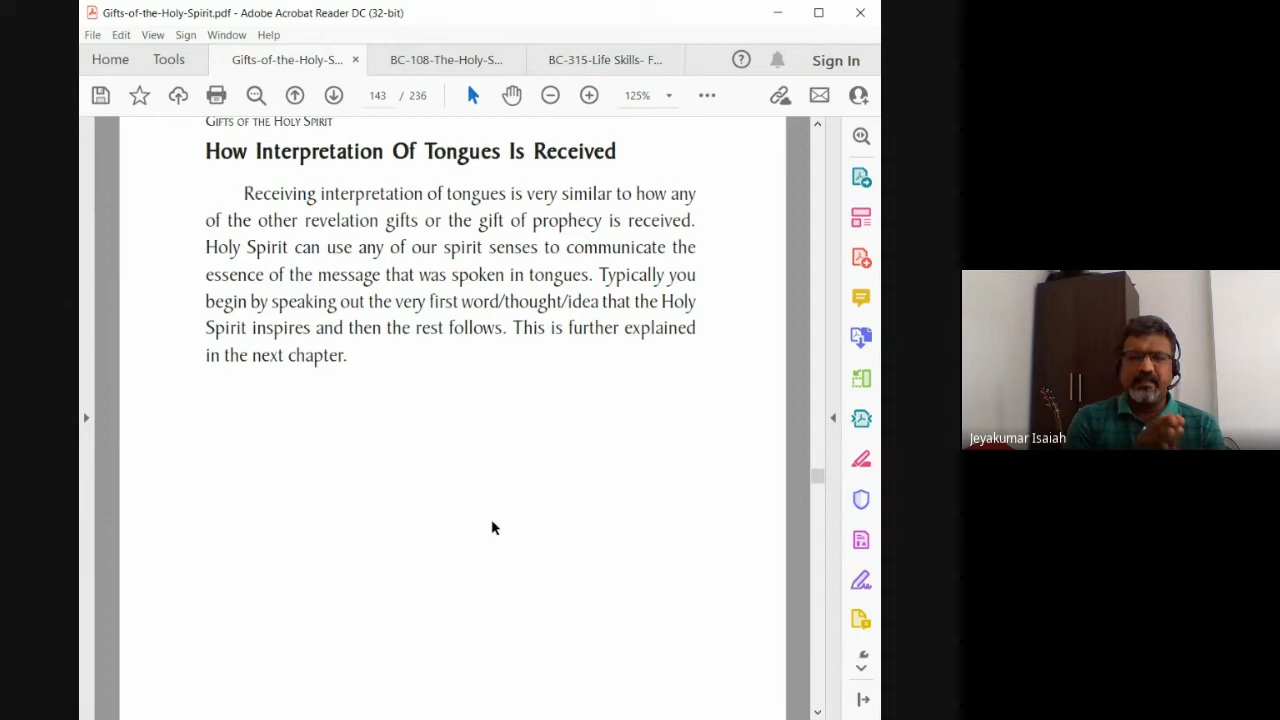 Gifts-of-the-Holy-Spirit.pdf - Adobe Acrobat Reader DC (32-bit)
File Edit View Sign Window Help
Home Tools Gifts-of-the-Holy-S... × BC-108-The-Holy-S... BC-315-Life Skills- F... Sign In
143 / 236 125%
GIFTS OF THE HOLY SPIRIT
How Interpretation Of Tongues Is Received
Receiving interpretation of tongues is very similar to how any
of the other revelation gifts or the gift of prophecy is received.
Holy Spirit can use any of our spirit senses to communicate the
essence of the message that was spoken in tongues. Typically you
begin by speaking out the very first word/thought/idea that the Holy
Spirit inspires and then the rest follows. This is further explained
in the next chapter.
Jeyakumar Isaiah